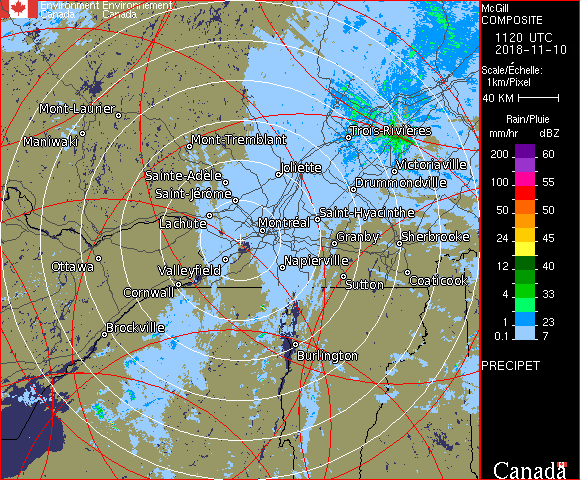 Environment Environnement
Canada Canada
McGill
COMPOSITE
1120 UTC
2018-11-10
Scale/Échelle:
1km/Pixel
40 KM
Rain/Pluie
mm/hr dBZ
200 60
100 55
50 50
24 45
12 40
4 33
1 23
0.1 7
PRECIPET
Canada
Mont-Laurier
Maniwaki
Mont-Tremblant
Trois-Rivières
Joliette
Victoriaville
Sainte-Adèle
Drummondville
Saint-Jérôme
Saint-Hyacinthe
Lachute
Montréal
Granby
Sherbrooke
Ottawa
Valleyfield
Napierville
Sutton
Coaticook
Cornwall
Brockville
Burlington